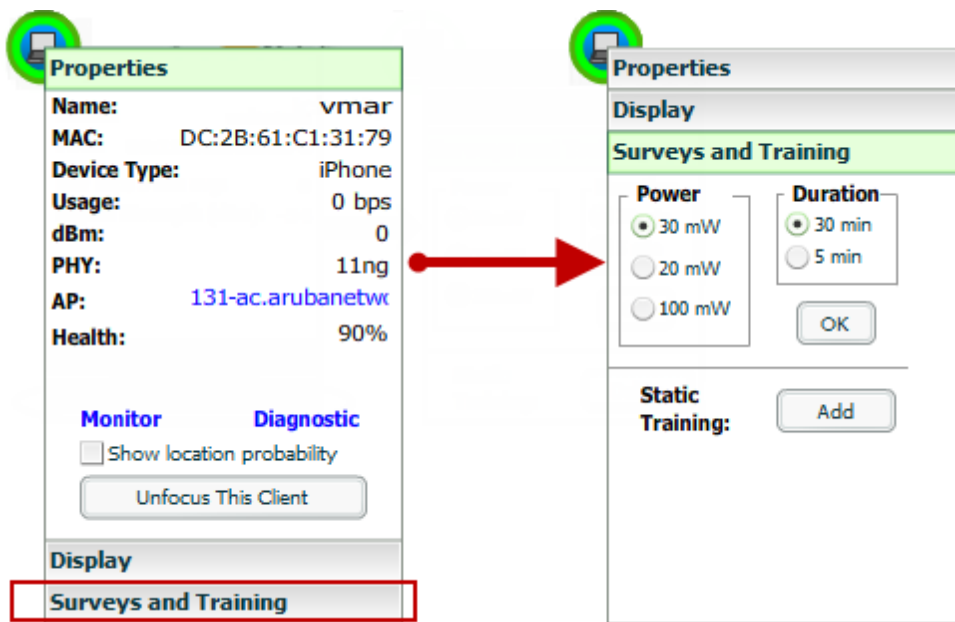 Properties
Name: vmar
MAC: DC:2B:61:C1:31:79
Device Type: iPhone
Usage: 0 bps
dBm: 0
PHY: 11ng
AP: 131-ac.arubanetw
Health: 90%
Monitor Diagnostic
Show location probability
Unfocus This Client
Display
Surveys and Training
Properties
Display
Surveys and Training
Power
30 mW
20 mW
100 mW
Duration
30 min
5 min
OK
Static
Training:
Add